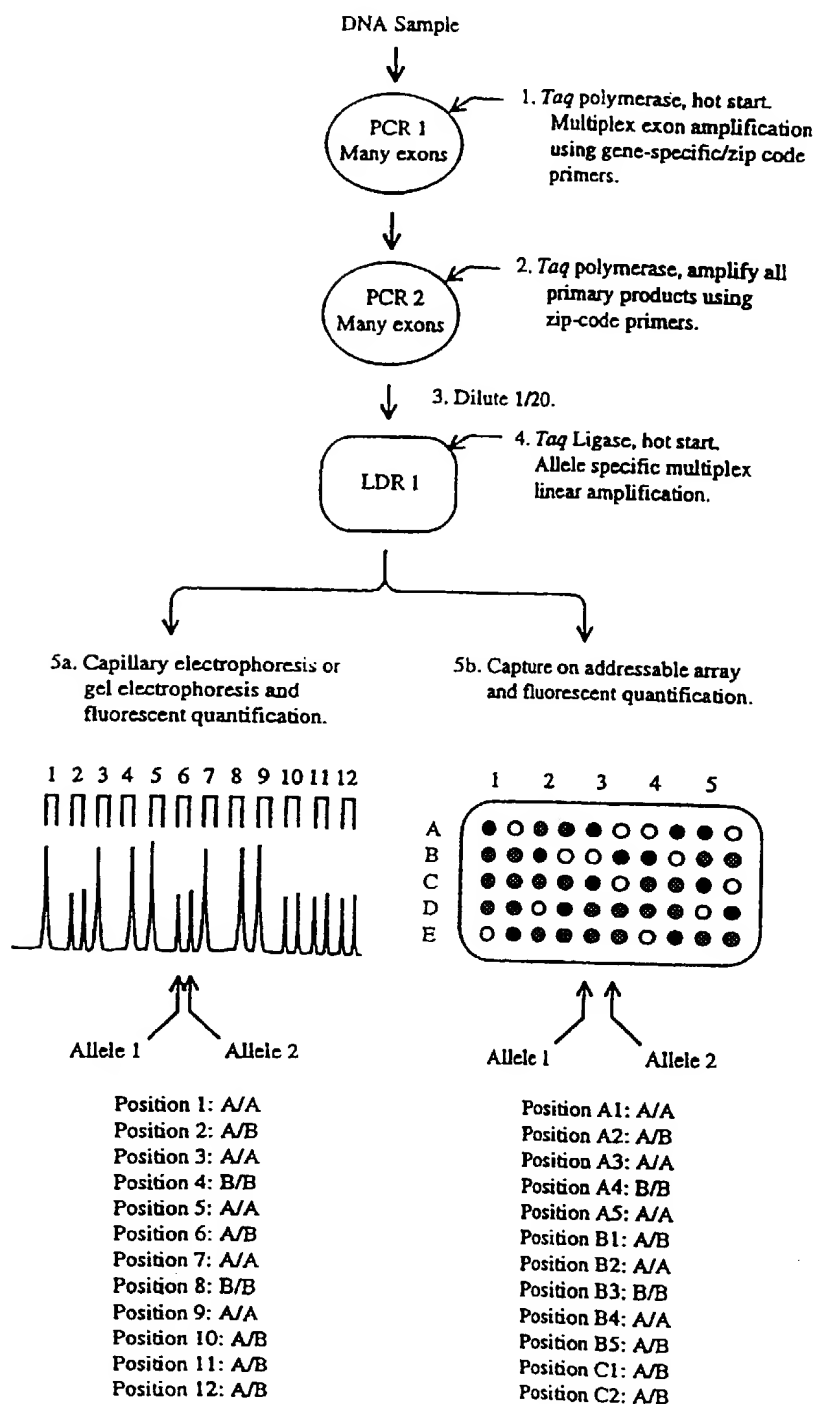 DNA Sample
PCR 1
Many exons
1. Taq polymerase, hot start.
Multiplex exon amplification
using gene-specific/zip code
primers.
PCR 2
Many exons
2. Taq polymerase, amplify all
primary products using
zip-code primers.
3. Dilute 1/20.
LDR 1
4. Taq Ligase, hot start.
Allele specific multiplex
linear amplification.
5a. Capillary electrophoresis or
gel electrophoresis and
fluorescent quantification.
5b. Capture on addressable array
and fluorescent quantification.
1 2 3 4 5 6 7 8 9 10 11 12
1 2 3 4 5
A
B
C
D
E
Allele 1 Allele 2
Allele 1 Allele 2
Position 1: A/A
Position 2: A/B
Position 3: A/A
Position 4: B/B
Position 5: A/A
Position 6: A/B
Position 7: A/A
Position 8: B/B
Position 9: A/A
Position 10: A/B
Position 11: A/B
Position 12: A/B
Position A1: A/A
Position A2: A/B
Position A3: A/A
Position A4: B/B
Position A5: A/A
Position B1: A/B
Position B2: A/A
Position B3: B/B
Position B4: A/A
Position B5: A/B
Position C1: A/B
Position C2: A/B